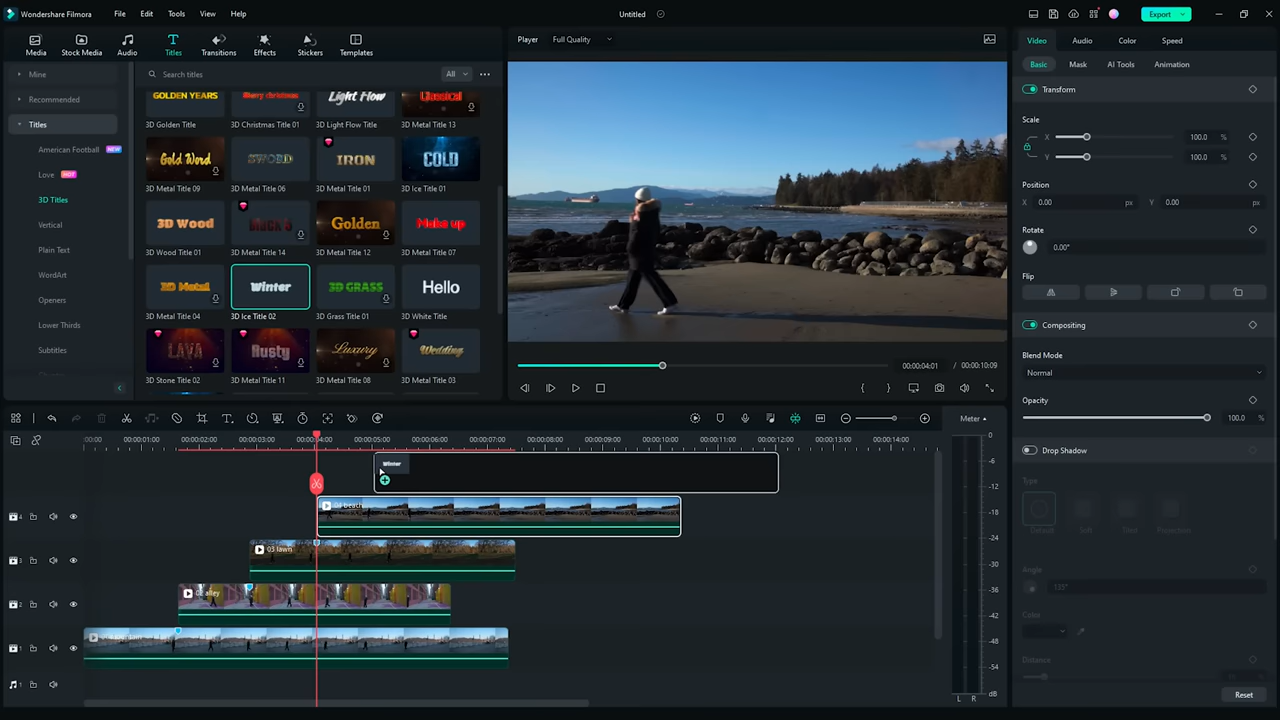 Wondershare Filmora File Edit Tools View Help Untitled Export
Media Stock Media Audio Titles Transitions Effects Stickers Templates
Player Full Quality
Video Audio Color Speed
Mine
Recommended
Titles
American Football NEW
Love HOT
3D Titles
Vertical
Plain Text
WordArt
Openers
Lower Thirds
Subtitles
Search titles All
GOLDEN YEARS Merry christmas Light Flow Classical
3D Golden Title 3D Christmas Title 01 3D Light Flow Title 3D Metal Title 13
Gold Word SWORD IRON COLD
3D Metal Title 09 3D Metal Title 06 3D Metal Title 01 3D Ice Title 01
3D Wood Golden Make up
3D Wood Title 01 3D Metal Title 14 3D Metal Title 12 3D Metal Title 07
3D Metal Winter 3D GRASS Hello
3D Metal Title 04 3D Ice Title 02 3D Grass Title 01 3D White Title
LAVA Rusty Luxury Wedding
3D Stone Title 02 3D Metal Title 11 3D Metal Title 08 3D Metal Title 03
00:00:04:01 / 00:00:10:09
Basic Mask AI Tools Animation
Transform
Scale
X 100.0 %
Y 100.0 %
Position
X 0.00 px Y 0.00 px
Rotate
0.00°
Flip
Compositing
Blend Mode
Normal
Opacity
100.0 %
Drop Shadow
Type
Default Soft Projection
Angle
135°
Color
Distance
Reset
Meter
:00:00 00:00:01:00 00:00:02:00 00:00:03:00 00:00:04:00 00:00:05:00 00:00:06:00 00:00:07:00 00:00:08:00 00:00:09:00 00:00:10:00 00:00:11:00 00:00:12:00 00:00:13:00 00:00:14:00
Winter
04 beach
03 lawn
02 alley
4
3
2
1
1
0
-6
-12
-18
-24
-30
-36
-42
-48
-54
dB
L R